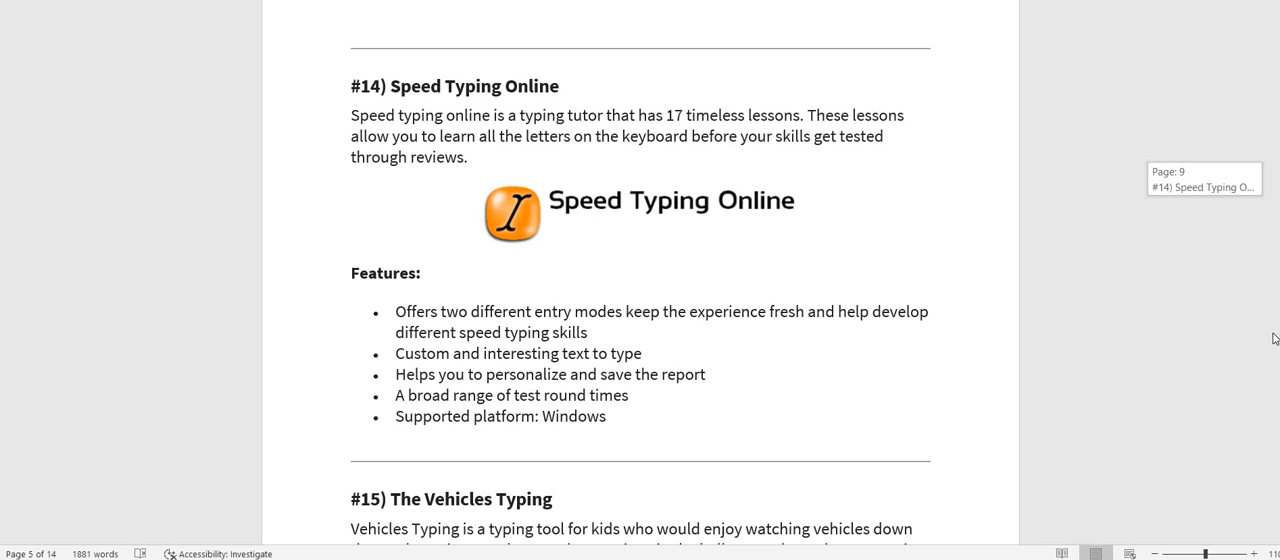 #14) Speed Typing Online
Speed typing online is a typing tutor that has 17 timeless lessons. These lessons
allow you to learn all the letters on the keyboard before your skills get tested
through reviews.
Page: 9
#14) Speed Typing O...
Speed Typing Online
Features:
• Offers two different entry modes keep the experience fresh and help develop
different speed typing skills
• Custom and interesting text to type
• Helps you to personalize and save the report
• A broad range of test round times
• Supported platform: Windows
#15) The Vehicles Typing
Vehicles Typing is a typing tool for kids who would enjoy watching vehicles down
Page 5 of 14 1881 words Accessibility: Investigate